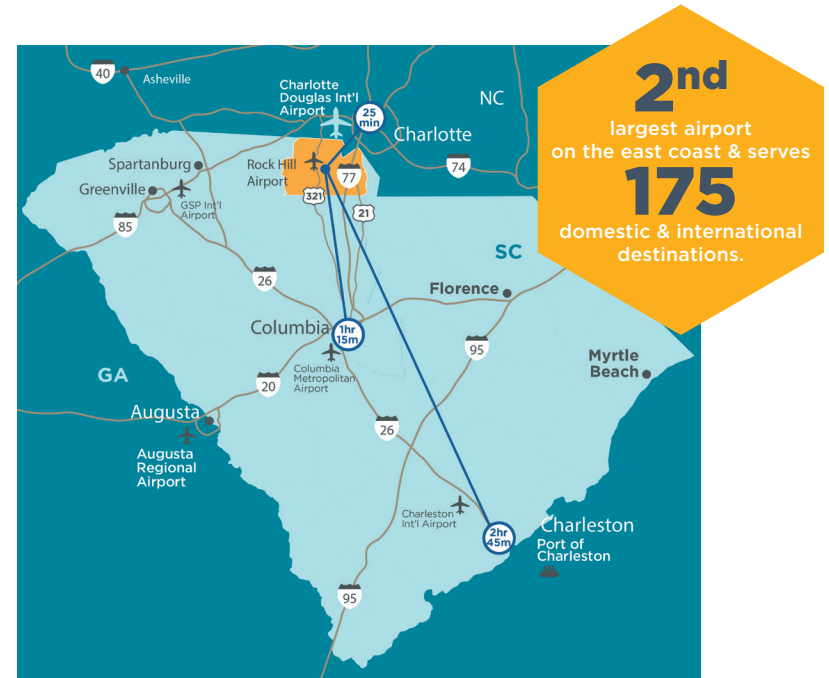 2nd
largest airport
on the east coast & serves
175
domestic & international
destinations.
40
Asheville
Charlotte
Douglas Int'l
Airport
25
min
NC
Charlotte
Spartanburg
Rock Hill
Airport
77
74
Greenville
GSP Int'l
Airport
321
21
85
SC
26
Florence
Columbia
1hr
15m
95
Columbia
Metropolitan
Airport
Myrtle
Beach
GA
20
Augusta
26
Augusta
Regional
Airport
Charleston
Int'l Airport
2hr
45m
Charleston
Port of
Charleston
95